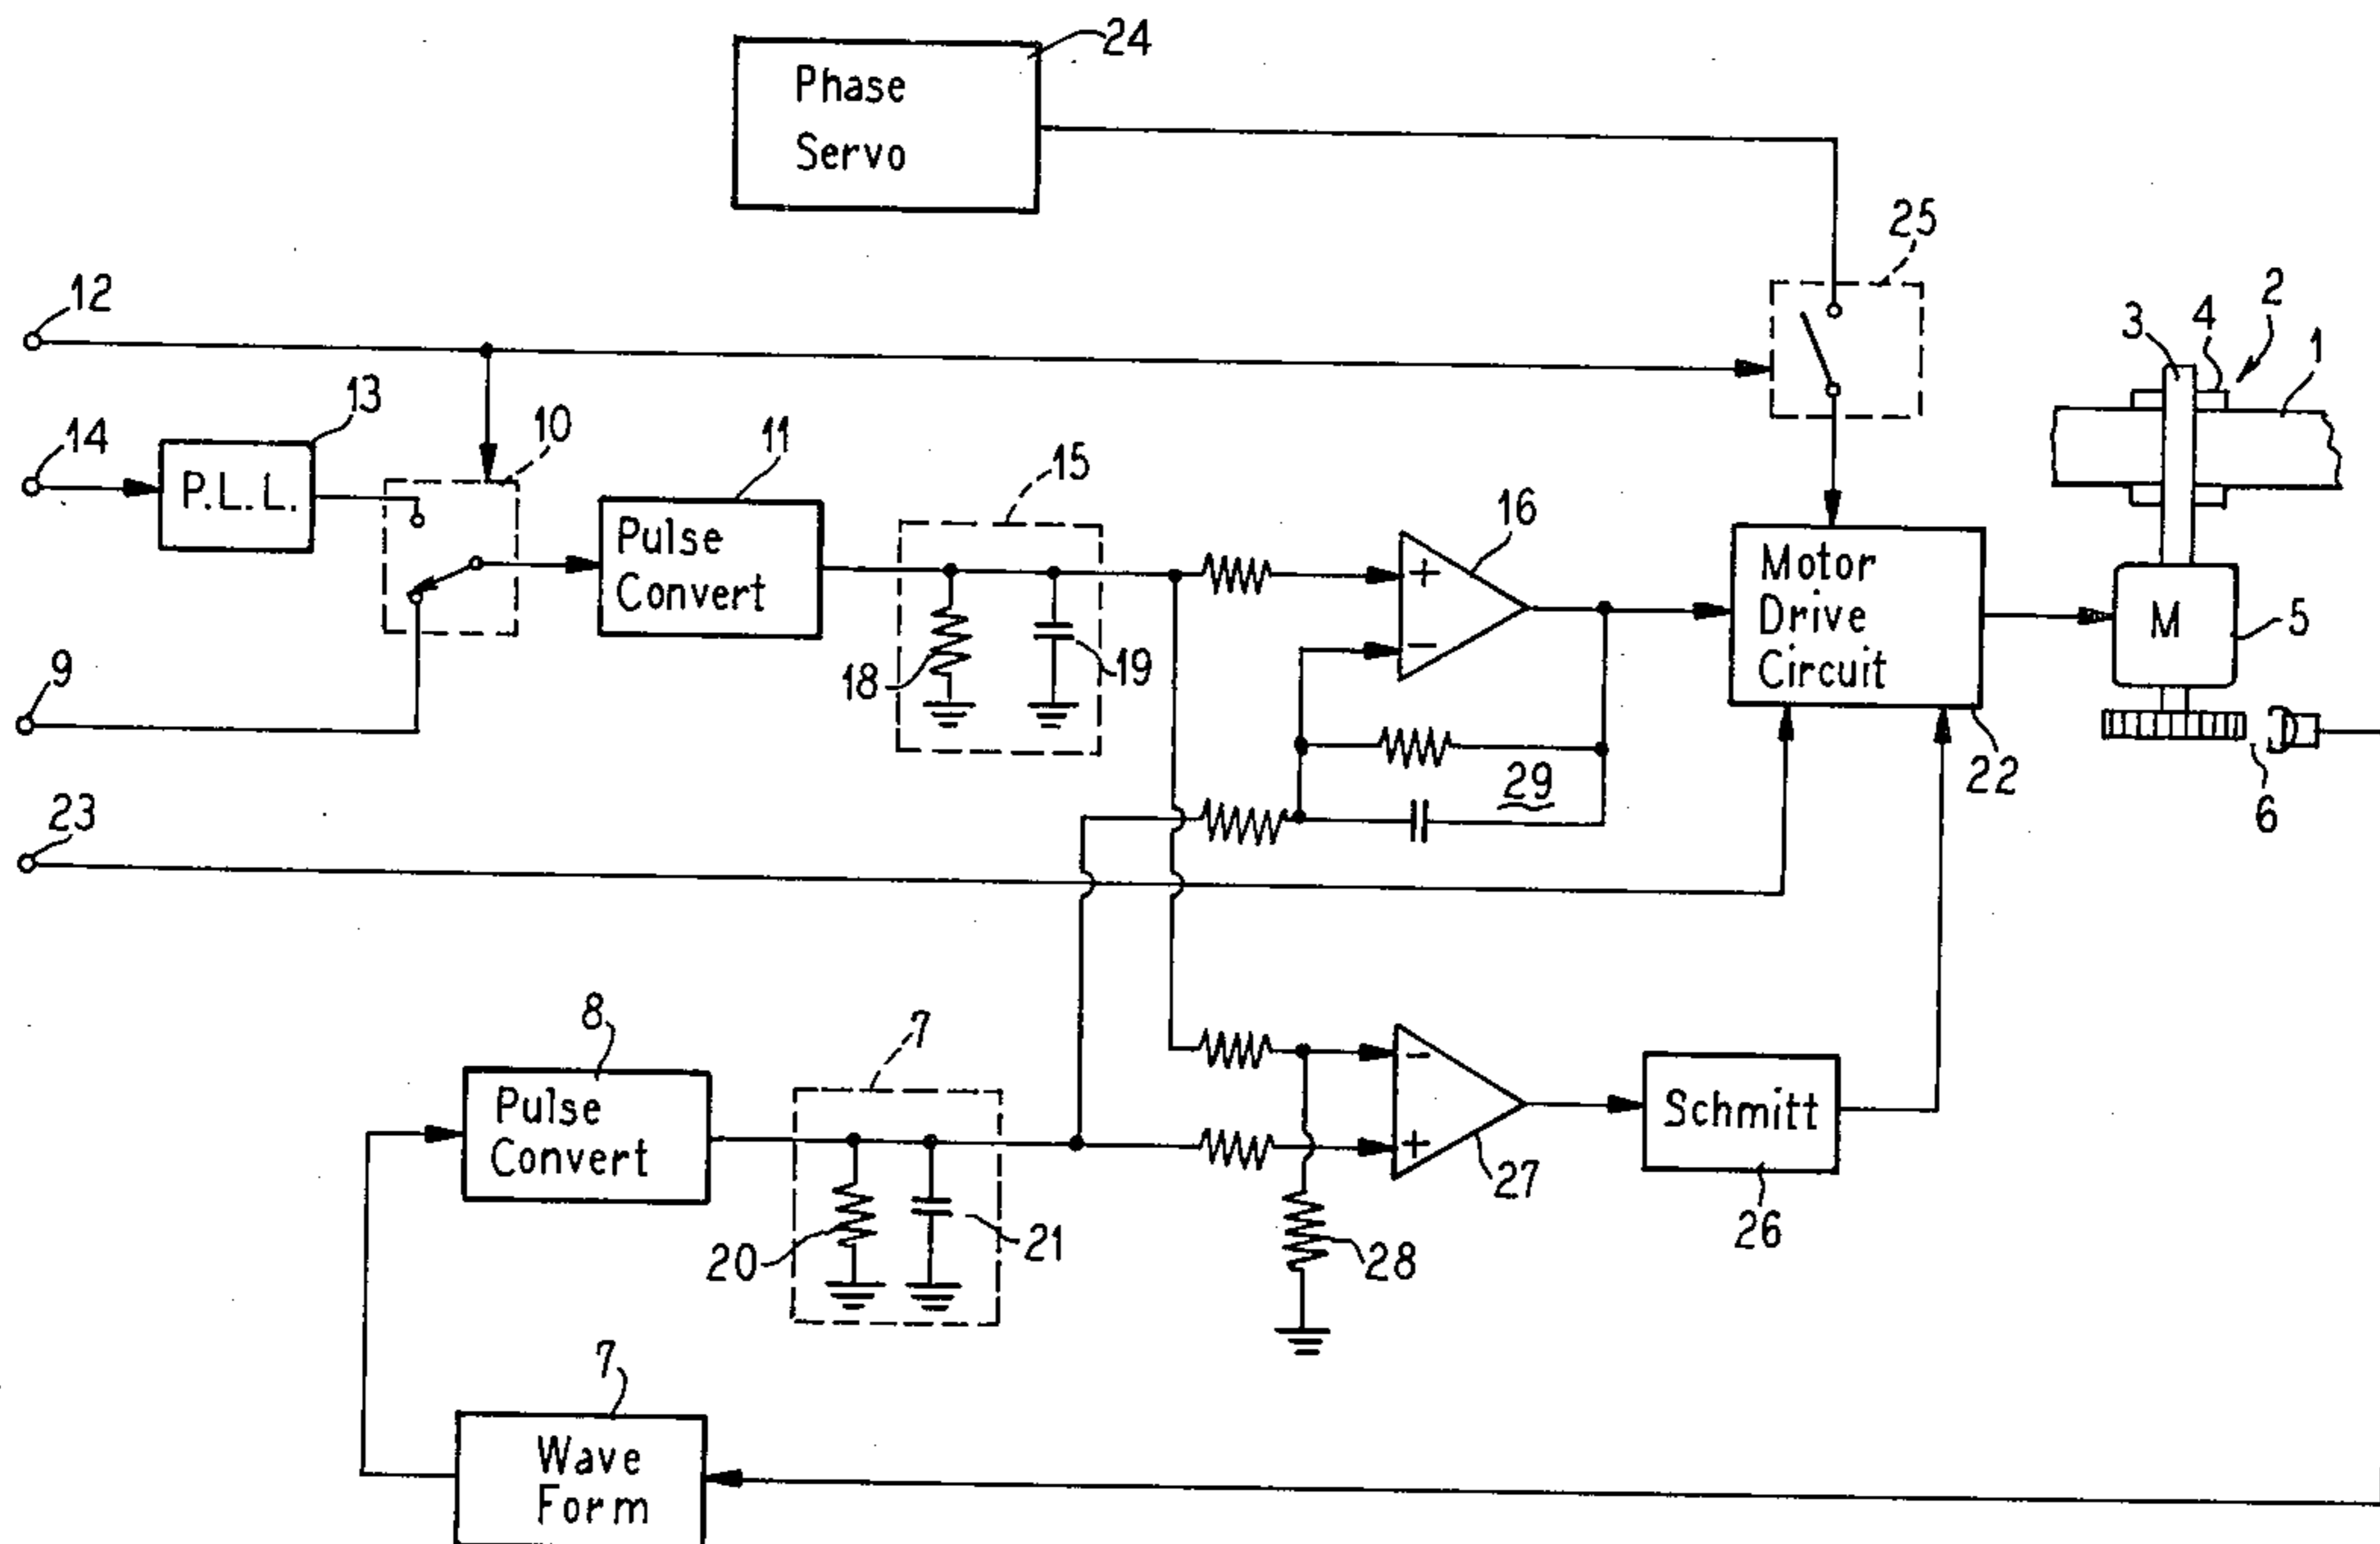 24
Phase
Servo
25
12
2
3
4
1
14
13
10
11
15
P.L.L.
16
Pulse
Convert
+
−
Motor
Drive
Circuit
M
5
18
19
9
22
6
29
23
8
7
Pulse
Convert
−
+
Schmitt
27
26
20
21
28
7
Wave
Form